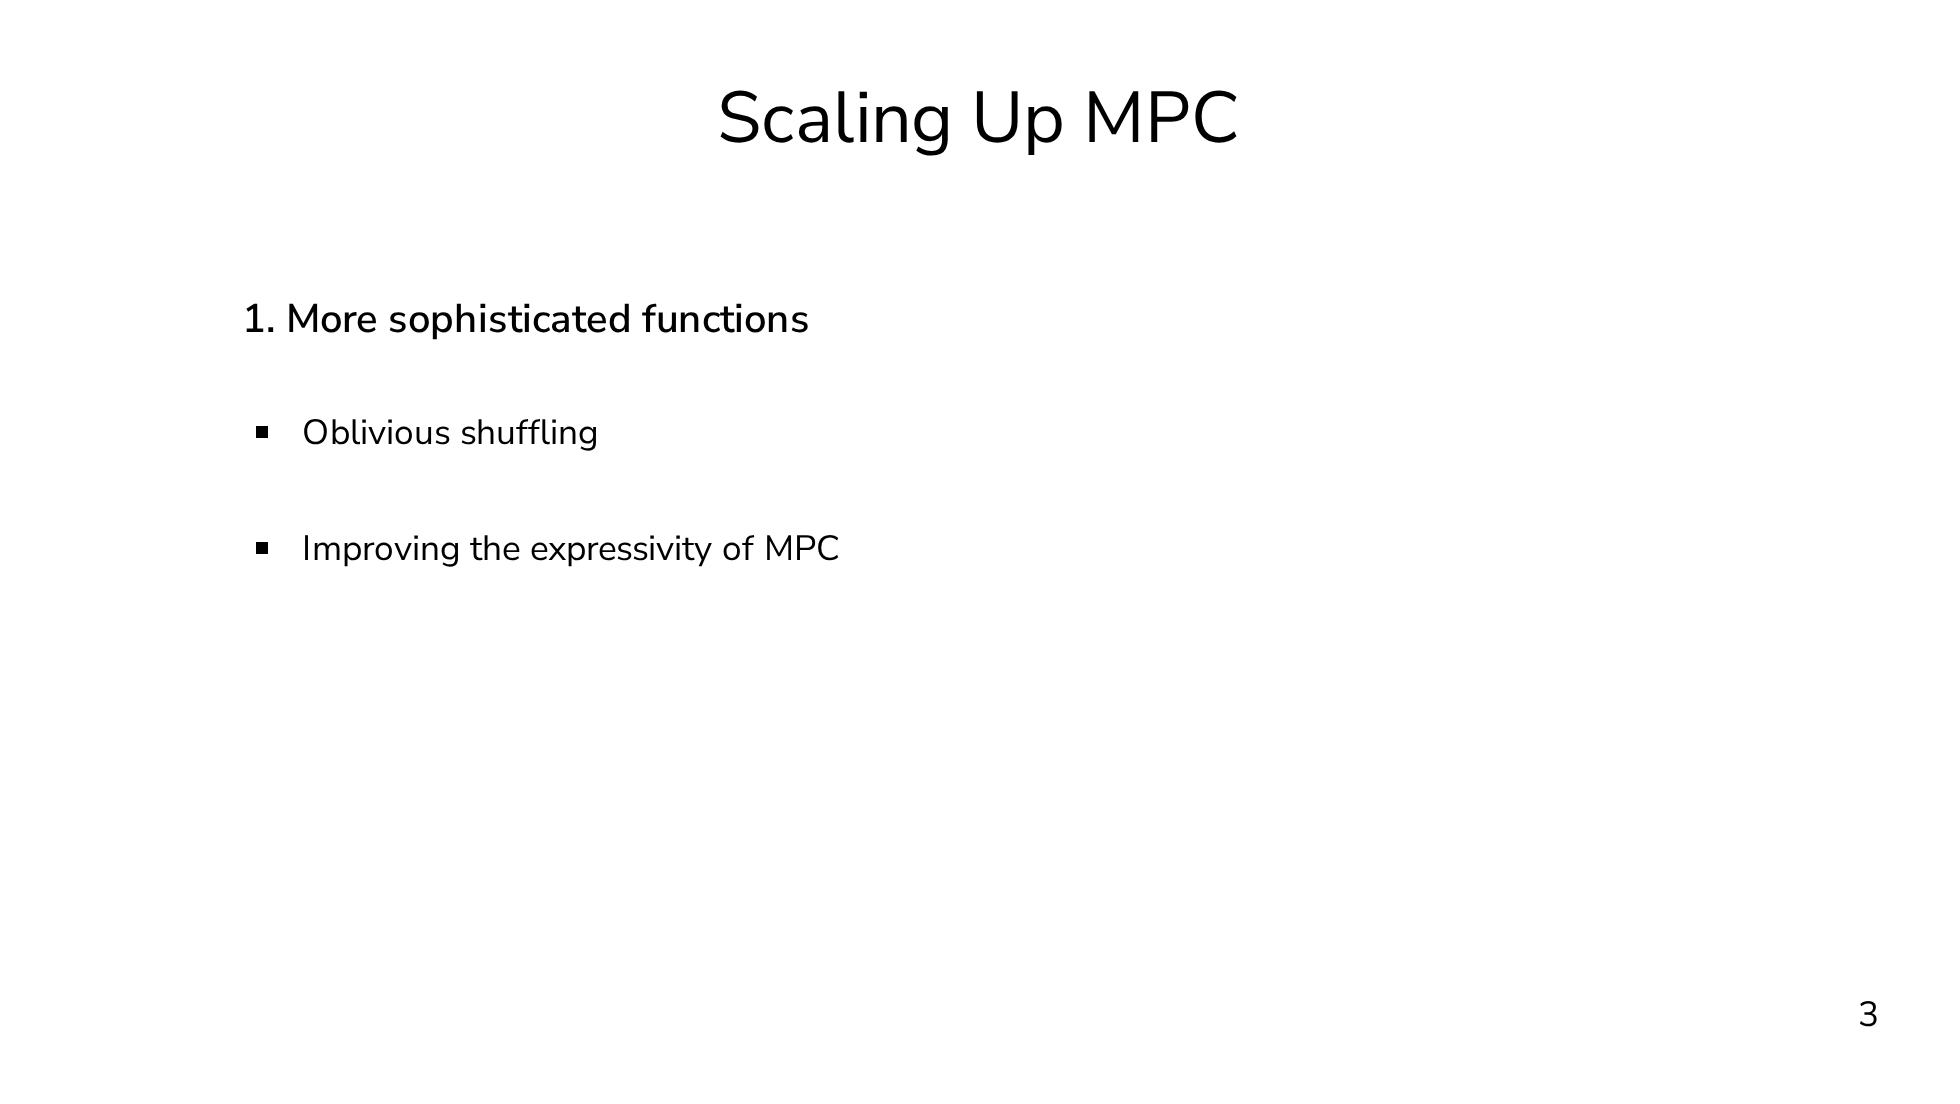 Scaling Up MPC
1. More sophisticated functions
▪ Oblivious shuffling
▪ Improving the expressivity of MPC
3